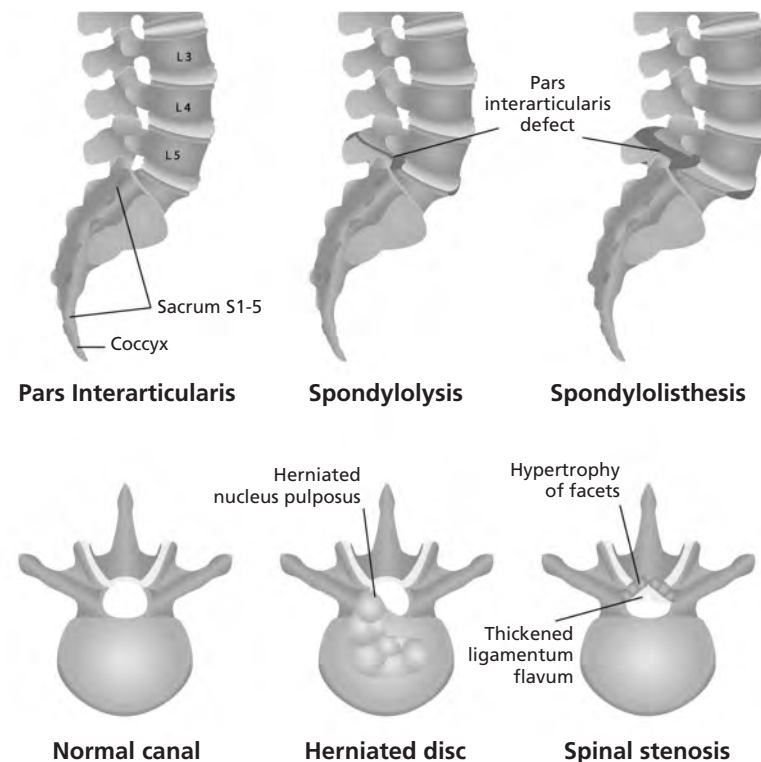 L3
L4
L5
Pars
interarticularis
defect
Sacrum S1-5
Coccyx
Pars Interarticularis
Spondylolysis
Spondylolisthesis
Herniated
nucleus pulposus
Hypertrophy
of facets
Thickened
ligamentum
flavum
Normal canal
Herniated disc
Spinal stenosis